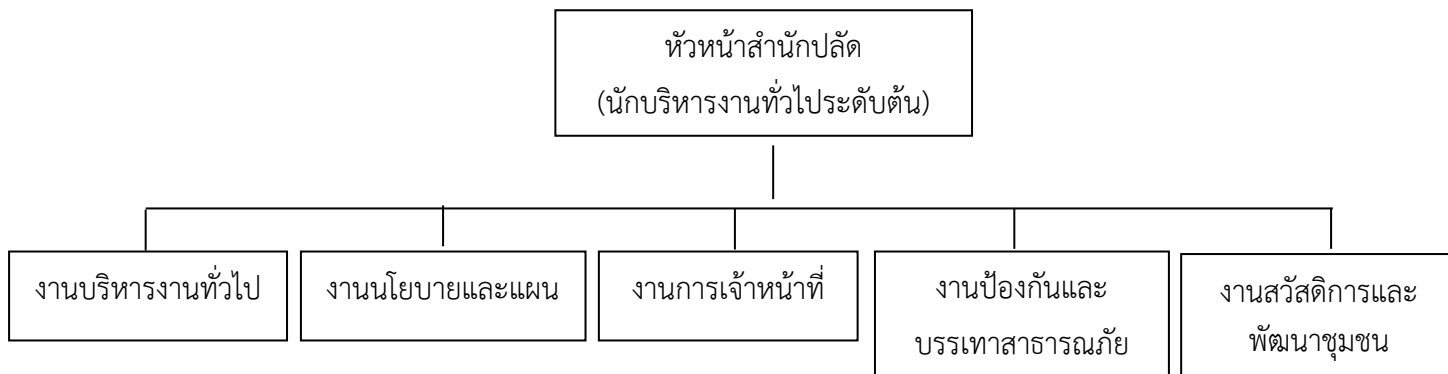 หัวหน้าสำนักปลัด
(นักบริหารงานทั่วไประดับต้น)
งานบริหารงานทั่วไป
งานนโยบายและแผน
งานการเจ้าหน้าที่
งานป้องกันและ
บรรเทาสาธารณภัย
งานสวัสดิการและ
พัฒนาชุมชน